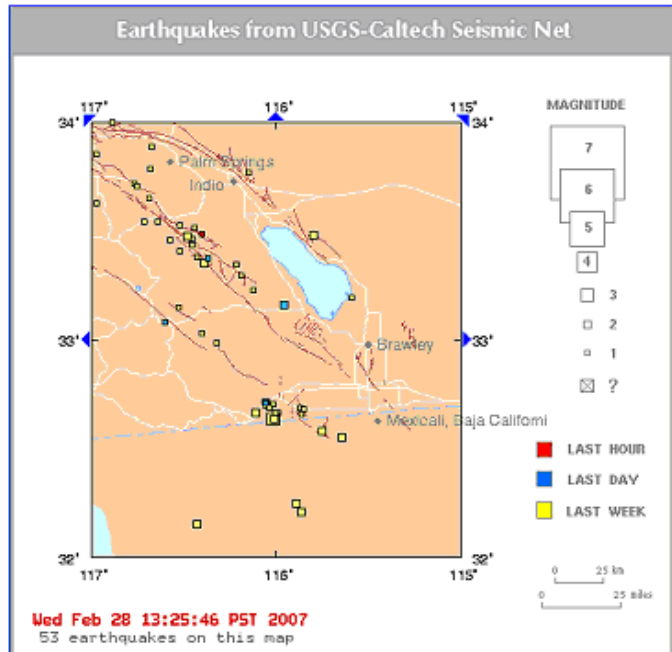 Earthquakes from USGS-Caltech Seismic Net
117° 116° 115°
34° 34°
MAGNITUDE
7
6
5
4
3
2
1
?
Palm Springs
Indio
33° 33°
Brawley
Mexicali, Baja Californi
LAST HOUR
LAST DAY
LAST WEEK
32° 32°
117° 116° 115°
0 25 km
0 25 miles
Wed Feb 28 13:25:46 PST 2007
53 earthquakes on this map